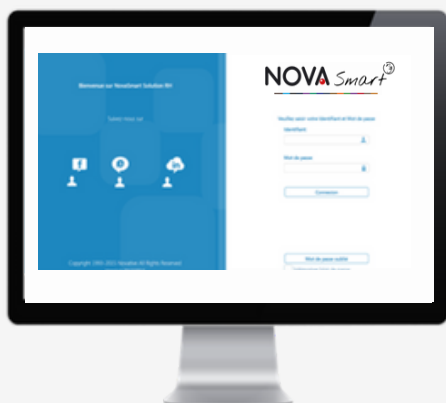 Bienvenue sur NovaSmart Solution RH
Suivez nous sur
NOVA Smart
Veuillez saisir votre Identifiant et Mot de passe
Identifiant
Mot de passe
Connexion
Mot de passe oublié